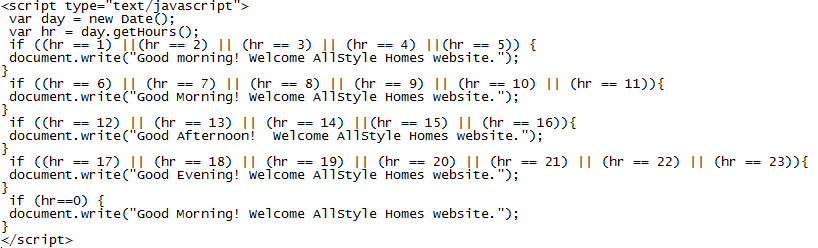 <script type="text/javascript">
var day = new Date();
var hr = day.getHours();
if ((hr == 1) ||(hr == 2) || (hr == 3) || (hr == 4) ||(hr == 5)) {
document.write("Good morning! Welcome AllStyle Homes website.");
}
if ((hr == 6) || (hr == 7) || (hr == 8) || (hr == 9) || (hr == 10) || (hr == 11)){
document.write("Good Morning! Welcome AllStyle Homes website.");
}
if ((hr == 12) || (hr == 13) || (hr == 14) ||(hr == 15) || (hr == 16)){
document.write("Good Afternoon!  Welcome AllStyle Homes website.");
}
if ((hr == 17) || (hr == 18) || (hr == 19) || (hr == 20) || (hr == 21) || (hr == 22) || (hr == 23)){
document.write("Good Evening! Welcome AllStyle Homes website.");
}
if (hr==0) {
document.write("Good Morning! Welcome AllStyle Homes website.");
}
</script>